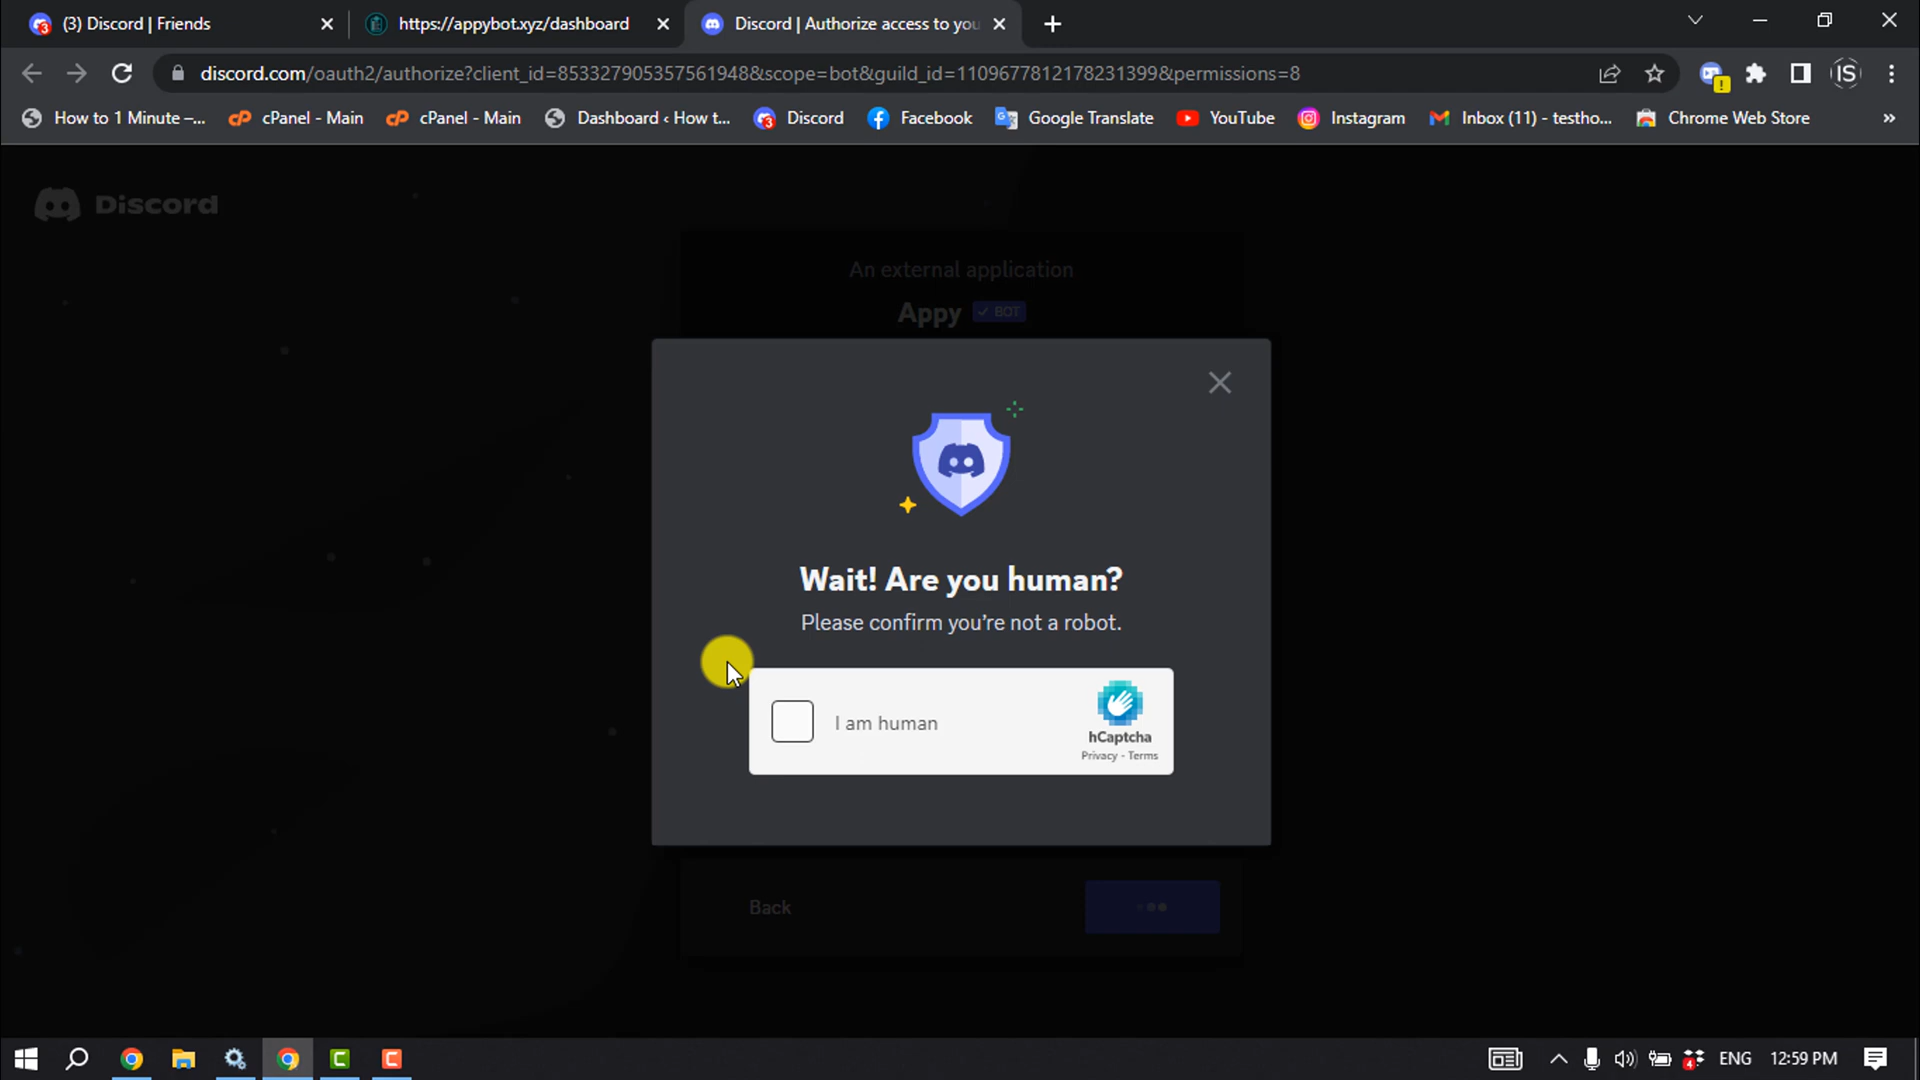 (3) Discord | Friends
https://appybot.xyz/dashboard
Discord | Authorize access to you
discord.com/oauth2/authorize?client_id=853327905357561948&scope=bot&guild_id=1109677812178231399&permissions=8
IS
How to 1 Minute –...
cPanel - Main
cPanel - Main
Dashboard ‹ How t...
Discord
Facebook
Google Translate
YouTube
Instagram
Inbox (11) - testho...
Chrome Web Store
»
Discord
An external application
Appy ✓ BOT
Wait! Are you human?
Please confirm you're not a robot.
I am human
hCaptcha
Privacy - Terms
Back
ENG
12:59 PM